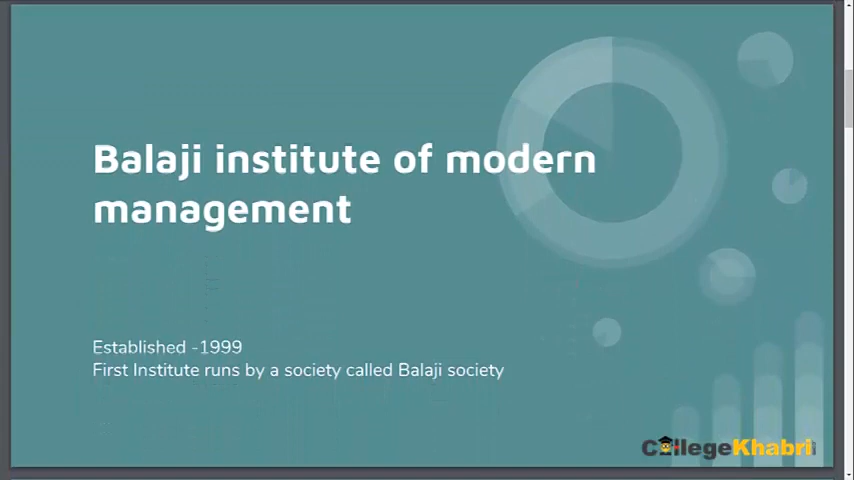 Balaji institute of modern
management
Established -1999
First Institute runs by a society called Balaji society
CollegeKhabri